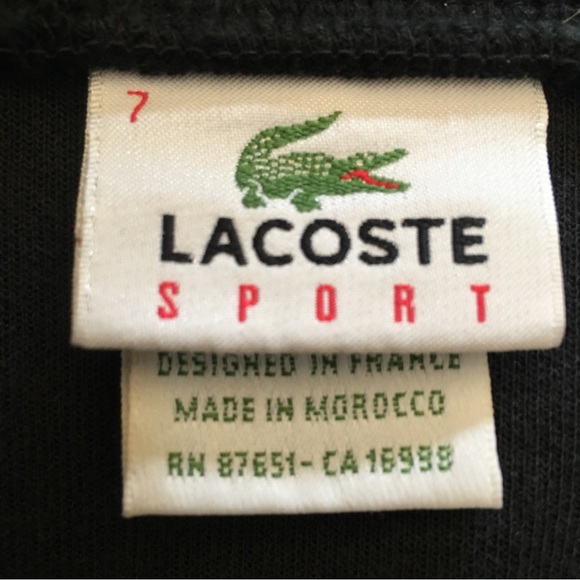 7
LACOSTE
SPORT
DESIGNED IN FRANCE
MADE IN MOROCCO
RN 87651-CA 16998